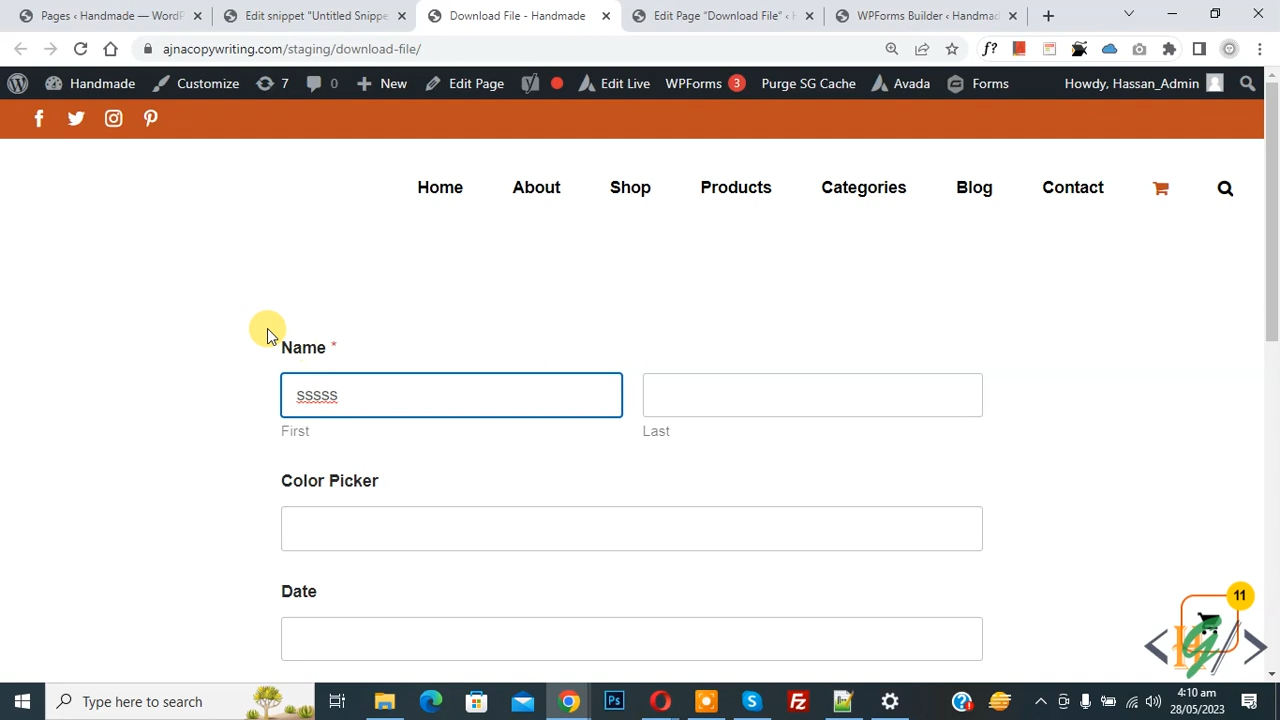 Pages ‹ Handmade — WordP
Edit snippet "Untitled Snippe
Download File - Handmade
Edit Page “Download File” ‹ H
WPForms Builder ‹ Handmad
ajnacopywriting.com/staging/download-file/
f?
Handmade
Customize
7
0
New
Edit Page
Edit Live
WPForms 3
Purge SG Cache
Avada
Forms
Howdy, Hassan_Admin
Home
About
Shop
Products
Categories
Blog
Contact
Name *
sssss
First
Last
Color Picker
Date
11
Type here to search
4:10 am
28/05/2023